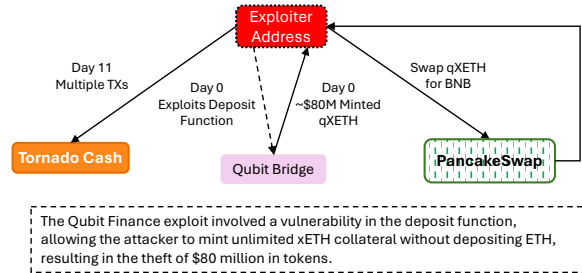 Exploiter
Address
Day 11
Multiple TXs
Day 0
Exploits Deposit
Function
Day 0
~$80M Minted
qXETH
Swap qXETH
for BNB
Tornado Cash
Qubit Bridge
PancakeSwap
The Qubit Finance exploit involved a vulnerability in the deposit function,
allowing the attacker to mint unlimited xETH collateral without depositing ETH,
resulting in the theft of $80 million in tokens.